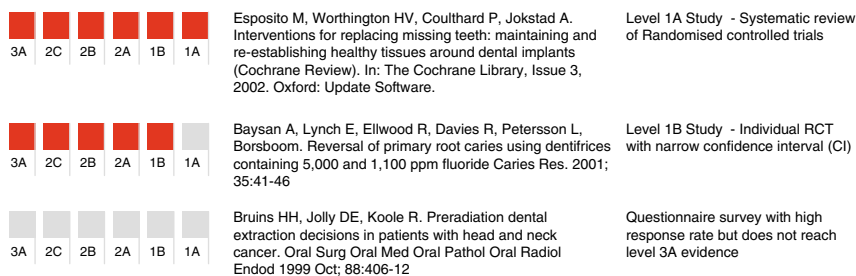 3A 2C 2B 2A 1B 1A
Esposito M, Worthington HV, Coulthard P, Jokstad A.
Interventions for replacing missing teeth: maintaining and
re-establishing healthy tissues around dental implants
(Cochrane Review). In: The Cochrane Library, Issue 3,
2002. Oxford: Update Software.
Level 1A Study - Systematic review
of Randomised controlled trials
3A 2C 2B 2A 1B 1A
Baysan A, Lynch E, Ellwood R, Davies R, Petersson L,
Borsboom. Reversal of primary root caries using dentifrices
containing 5,000 and 1,100 ppm fluoride Caries Res. 2001;
35:41-46
Level 1B Study - Individual RCT
with narrow confidence interval (CI)
3A 2C 2B 2A 1B 1A
Bruins HH, Jolly DE, Koole R. Preradiation dental
extraction decisions in patients with head and neck
cancer. Oral Surg Oral Med Oral Pathol Oral Radiol
Endod 1999 Oct; 88:406-12
Questionnaire survey with high
response rate but does not reach
level 3A evidence